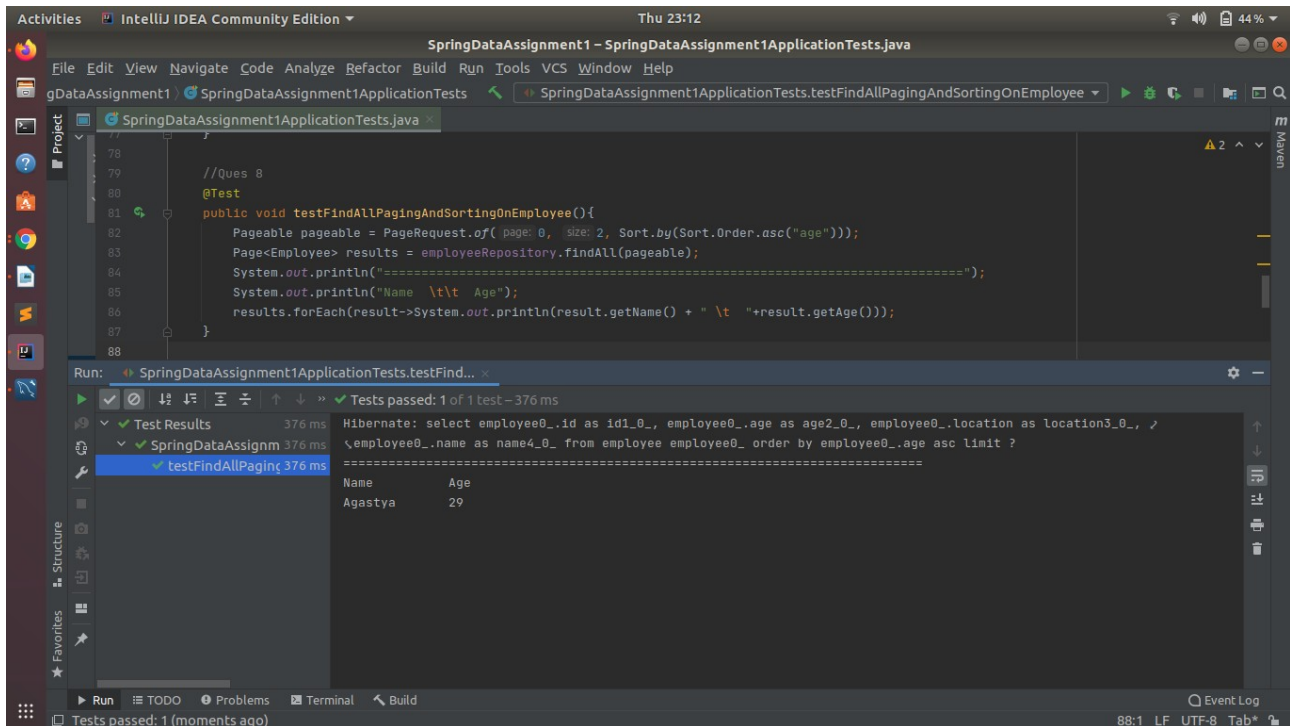 Activities IntelliJ IDEA Community Edition ▾ Thu 23:12 44 % ▾
SpringDataAssignment1 – SpringDataAssignment1ApplicationTests.java
File Edit View Navigate Code Analyze Refactor Build Run Tools VCS Window Help
gDataAssignment1 〉 SpringDataAssignment1ApplicationTests SpringDataAssignment1ApplicationTests.testFindAllPagingAndSortingOnEmployee ▾
Project
SpringDataAssignment1ApplicationTests.java ×
m Maven
77 }
78 2
79 //Ques 8
80 @Test
81 public void testFindAllPagingAndSortingOnEmployee(){
82 Pageable pageable = PageRequest.of( page: 0, size: 2, Sort.by(Sort.Order.asc("age")));
83 Page<Employee> results = employeeRepository.findAll(pageable);
84 System.out.println("=============================================================================");
85 System.out.println("Name \t\t Age");
86 results.forEach(result->System.out.println(result.getName() + " \t "+result.getAge()));
87 }
88
Run: SpringDataAssignment1ApplicationTests.testFind... ×
» ✔ Tests passed: 1 of 1 test – 376 ms
Test Results 376 ms
SpringDataAssignm 376 ms
testFindAllPaging 376 ms
Hibernate: select employee0_.id as id1_0_, employee0_.age as age2_0_, employee0_.location as location3_0_,
employee0_.name as name4_0_ from employee employee0_ order by employee0_.age asc limit ?
=============================================================================
Name Age
Agastya 29
Structure
Favorites
Run TODO Problems Terminal Build Event Log
Tests passed: 1 (moments ago) 88:1 LF UTF-8 Tab*